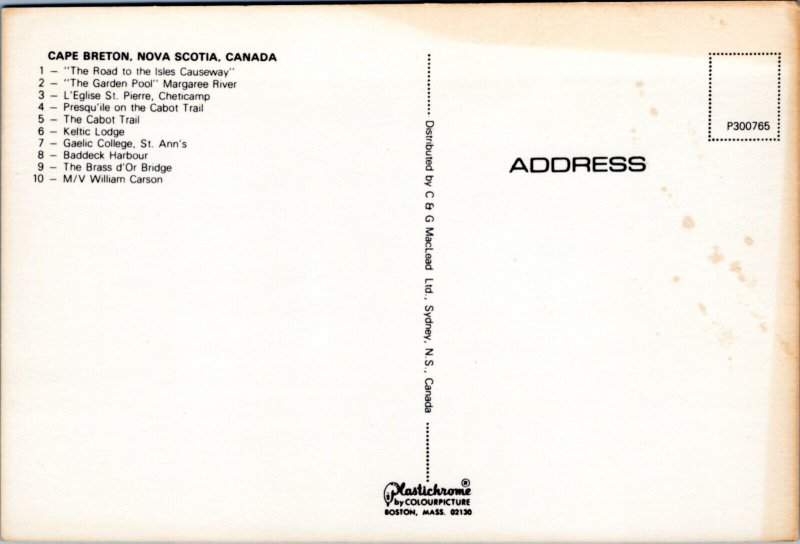 CAPE BRETON, NOVA SCOTIA, CANADA
1 – "The Road to the Isles Causeway"
2 – "The Garden Pool" Margaree River
3 – L'Eglise St. Pierre, Cheticamp
4 – Presqu'ile on the Cabot Trail
5 – The Cabot Trail
6 – Keltic Lodge
7 – Gaelic College, St. Ann's
8 – Baddeck Harbour
9 – The Brass d'Or Bridge
10 – M/V William Carson
Distributed by C & G MacLead Ltd., Sydney, N.S., Canada
Plastichrome®
by COLOURPICTURE
BOSTON, MASS. 02130
P300765
ADDRESS